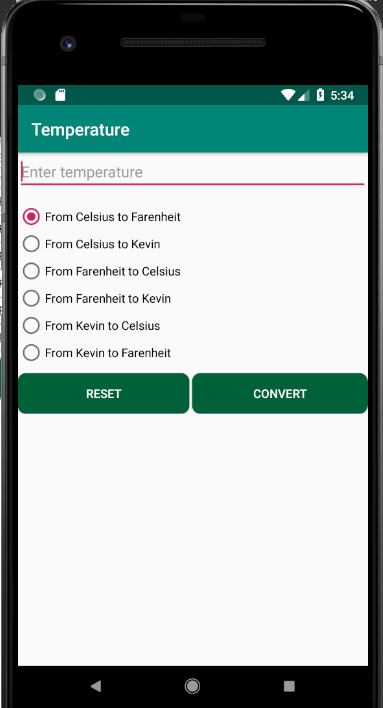 5:34
Temperature
Enter temperature
From Celsius to Farenheit
From Celsius to Kevin
From Farenheit to Celsius
From Farenheit to Kevin
From Kevin to Celsius
From Kevin to Farenheit
RESET CONVERT